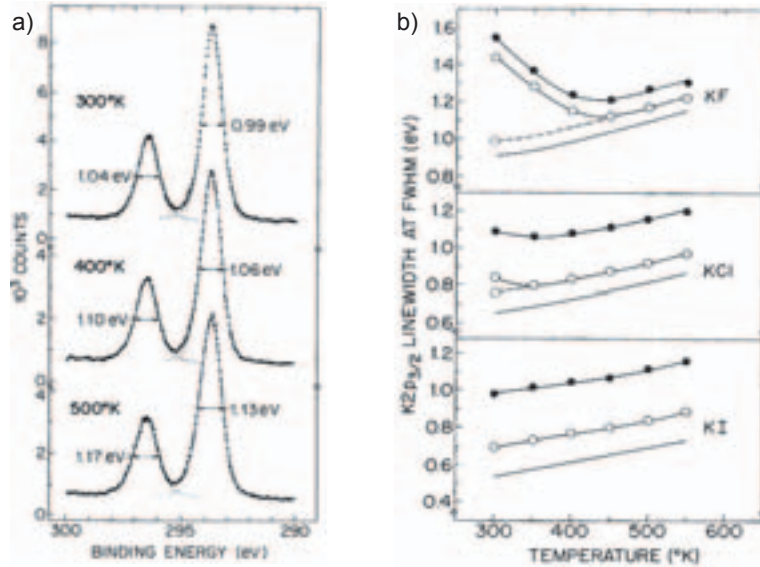 a)
8
6
4
2
0
4
2
0
4
2
0
10³ COUNTS
300°K
0.99 eV
1.04 eV
400°K
1.06 eV
1.10 eV
500°K
1.13 eV
1.17 eV
300
295
290
BINDING ENERGY (eV)
b)
1.6
1.4
1.2
1.0
0.8
KF
1.2
1.0
0.8
0.6
KCl
1.2
1.0
0.8
0.6
0.4
KI
K2p3/2 LINEWIDTH AT FWHM (eV)
300
400
500
600
TEMPERATURE (°K)